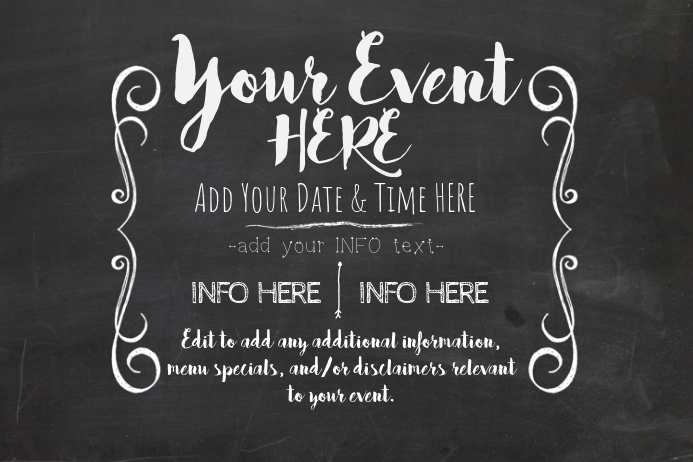 Your Event
HERE
ADD YOUR DATE & TIME HERE
-add your INFO text-
INFO HERE INFO HERE
Edit to add any additional information,
menu specials, and/or disclaimers relevant
to your event.